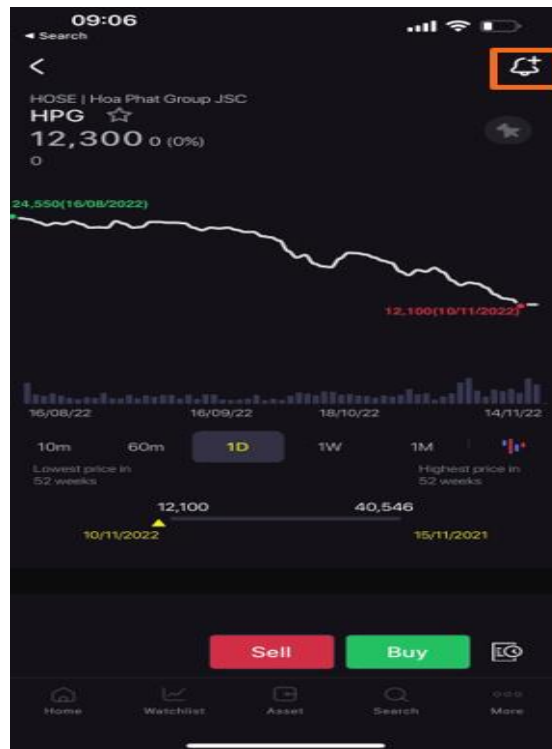 09:06
Search
HOSE | Hoa Phat Group JSC
HPG
12,300 0 (0%)
0
24,550(16/08/2022)
12,100(10/11/2022)
16/08/22 16/09/22 18/10/22 14/11/22
10m 60m 1D 1W 1M
Lowest price in Highest price in
52 weeks 52 weeks
12,100 40,546
10/11/2022 15/11/2021
Sell Buy
Home Watchlist Asset Search More